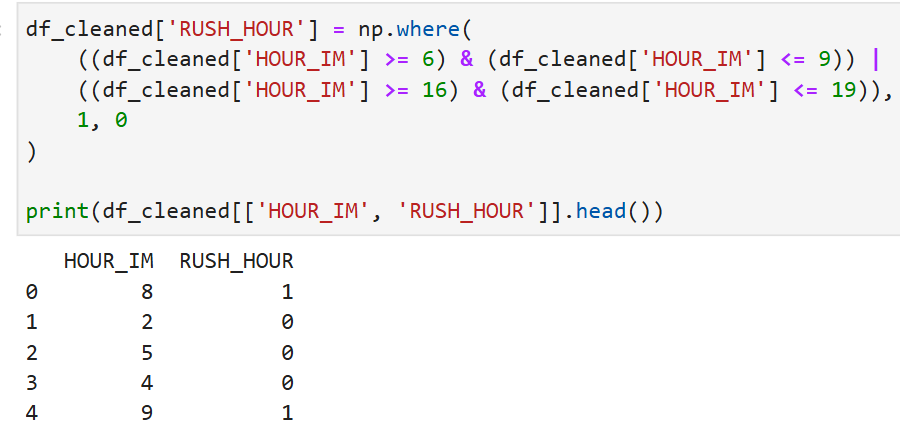 df_cleaned['RUSH_HOUR'] = np.where(
    ((df_cleaned['HOUR_IM'] >= 6) & (df_cleaned['HOUR_IM'] <= 9)) |
    ((df_cleaned['HOUR_IM'] >= 16) & (df_cleaned['HOUR_IM'] <= 19)),
    1, 0
)
print(df_cleaned[['HOUR_IM', 'RUSH_HOUR']].head())
   HOUR_IM  RUSH_HOUR
0        8          1
1        2          0
2        5          0
3        4          0
4        9          1